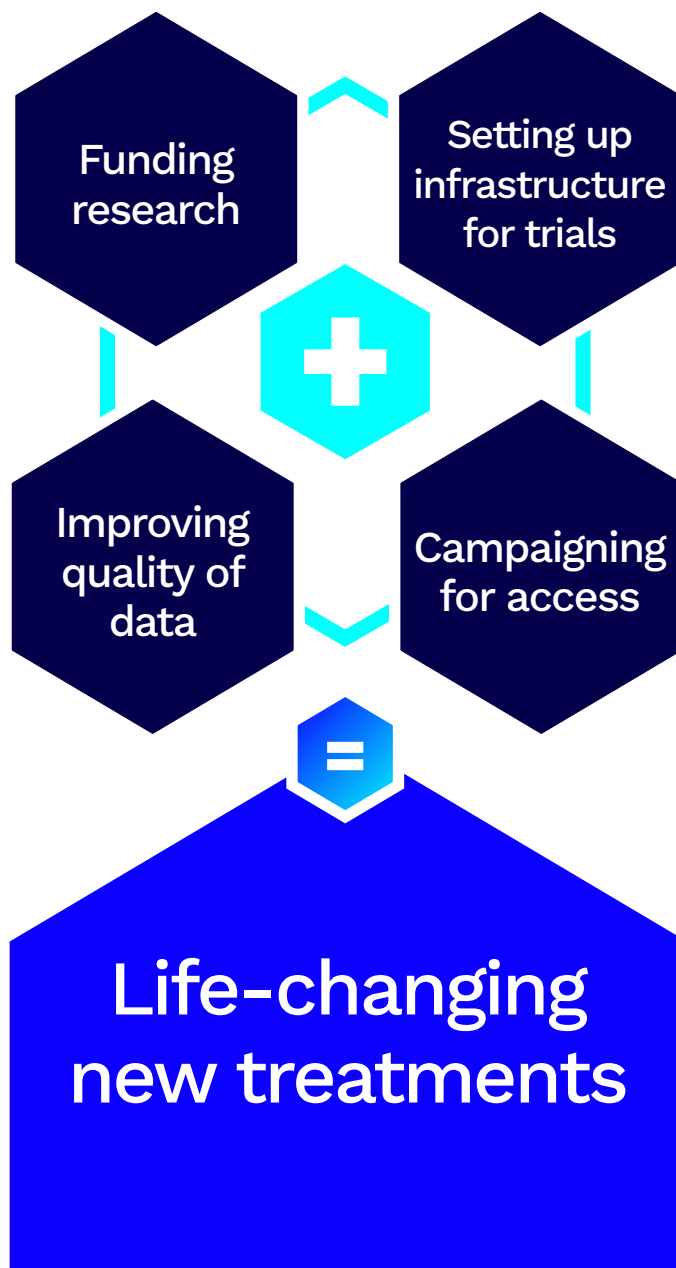 Funding
research
Setting up
infrastructure
for trials
+
Improving
quality of
data
Campaigning
for access
=
Life-changing
new treatments